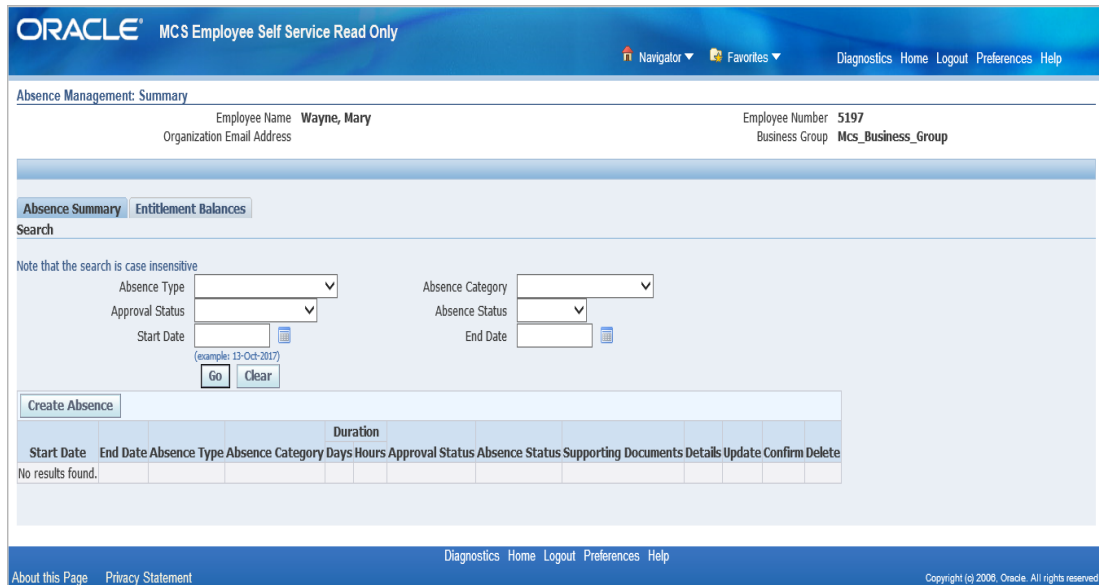 ORACLE® MCS Employee Self Service Read Only
Navigator Favorites Diagnostics Home Logout Preferences Help
Absence Management: Summary
Employee Name Wayne, Mary Employee Number 5197
Organization Email Address Business Group Mcs_Business_Group
Absence Summary Entitlement Balances
Search
Note that the search is case insensitive
Absence Type Absence Category
Approval Status Absence Status
Start Date End Date
(example: 13-Oct-2017)
Go Clear
Create Absence
Duration
Start Date End Date Absence Type Absence Category Days Hours Approval Status Absence Status Supporting Documents Details Update Confirm Delete
No results found.
Diagnostics Home Logout Preferences Help
About this Page Privacy Statement Copyright (c) 2006, Oracle. All rights reserved